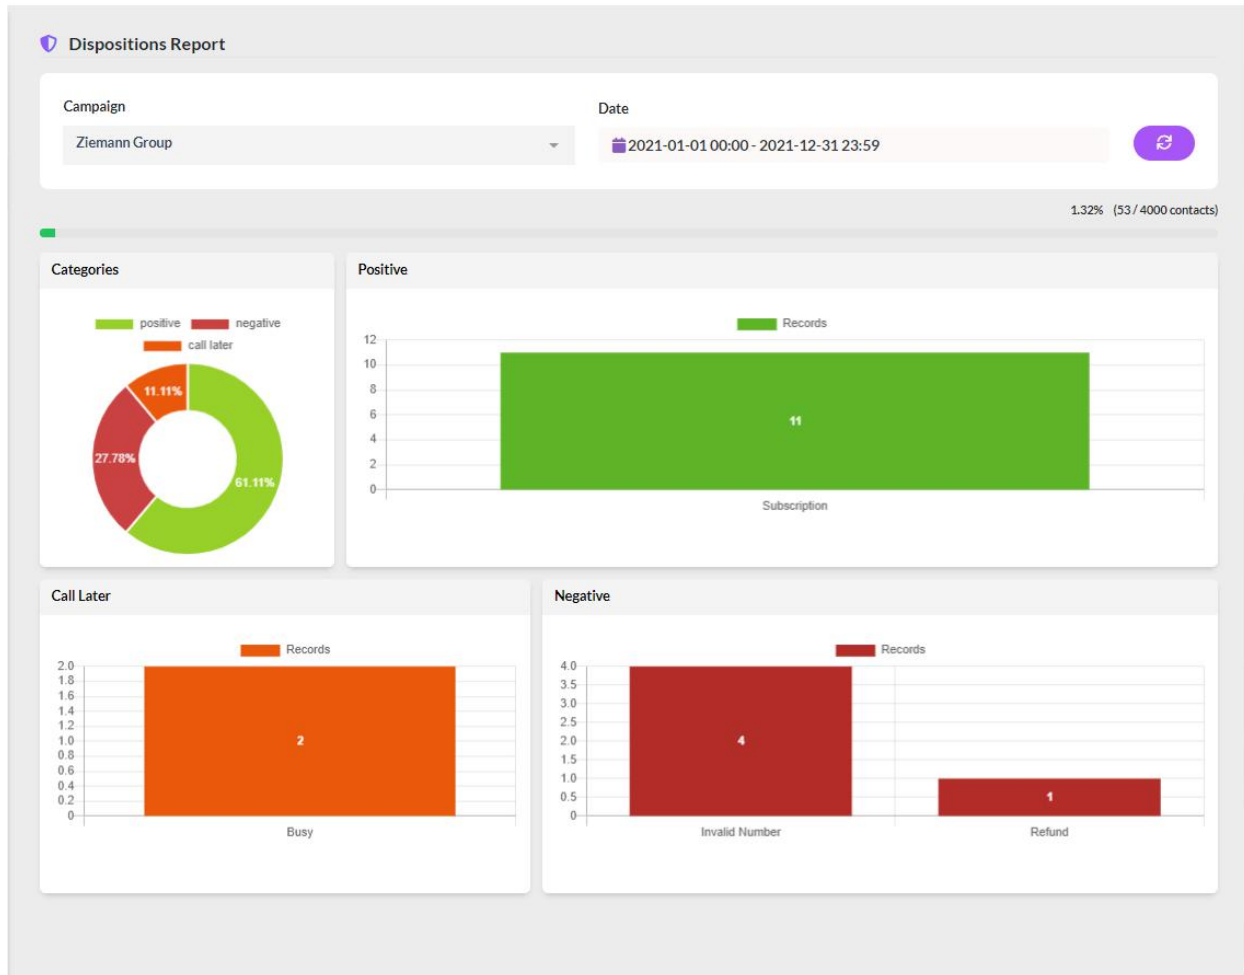 Dispositions Report
Campaign
Date
Ziemann Group
2021-01-01 00:00 - 2021-12-31 23:59
1.32% (53 / 4000 contacts)
Categories
positive negative
call later
11.11%
27.78%
61.11%
Positive
Records
12
10
8
6
4
2
0
11
Subscription
Call Later
Records
2.0
1.8
1.6
1.4
1.2
1.0
0.8
0.6
0.4
0.2
0
2
Busy
Negative
Records
4.0
3.5
3.0
2.5
2.0
1.5
1.0
0.5
0
4
1
Invalid Number Refund